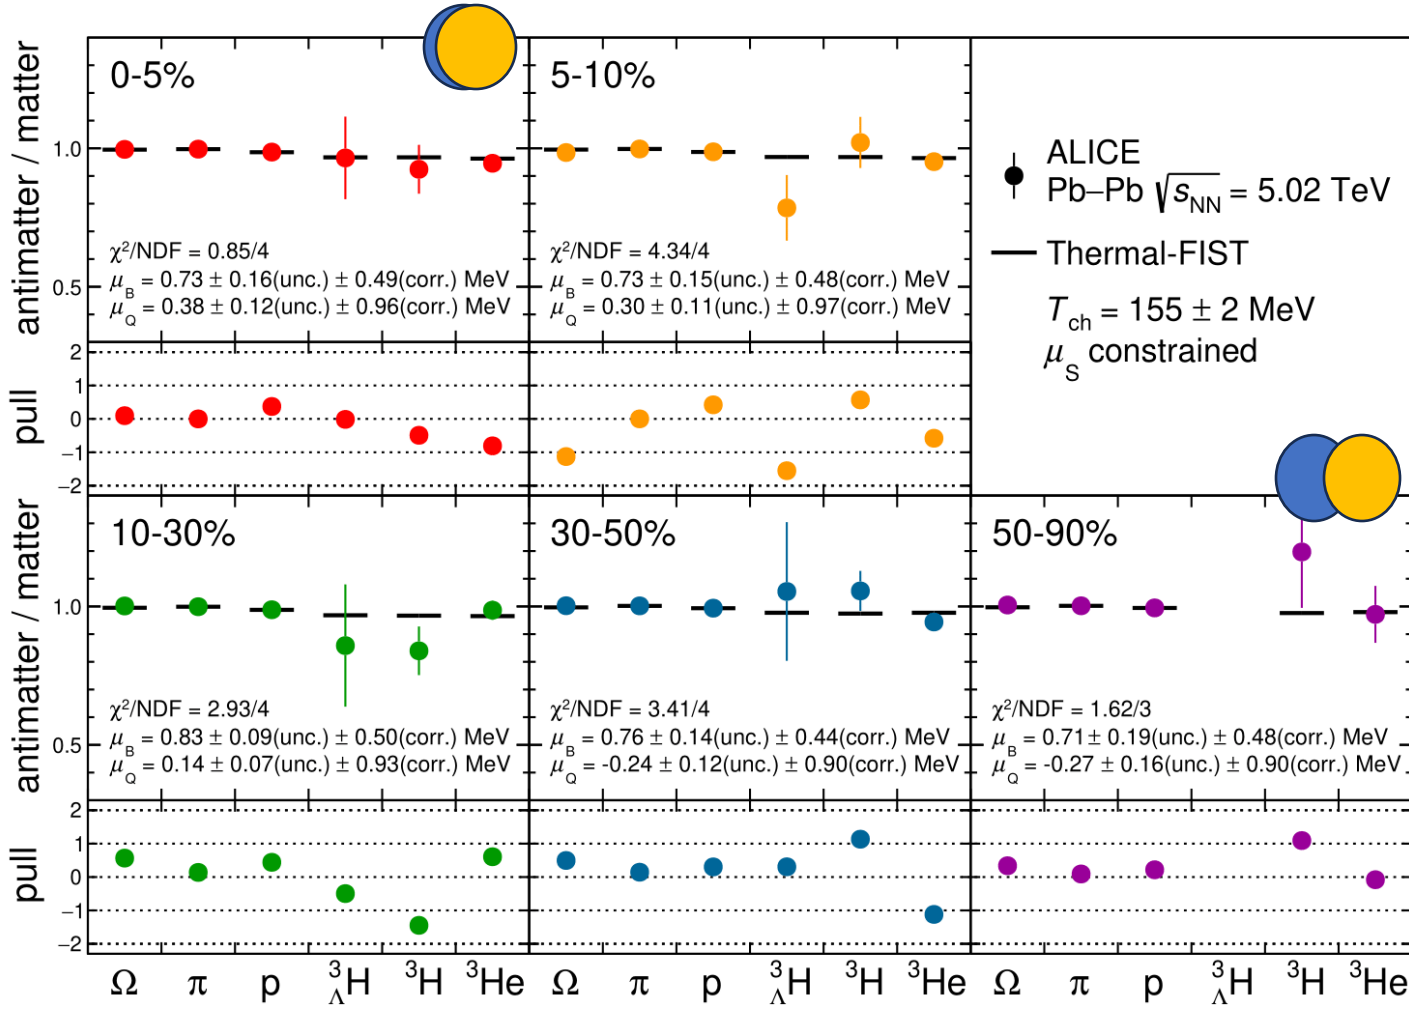 0-5%
5-10%
antimatter / matter
1.0
0.5
χ²/NDF = 0.85/4
μ_B = 0.73 ± 0.16(unc.) ± 0.49(corr.) MeV
μ_Q = 0.38 ± 0.12(unc.) ± 0.96(corr.) MeV
χ²/NDF = 4.34/4
μ_B = 0.73 ± 0.15(unc.) ± 0.48(corr.) MeV
μ_Q = 0.30 ± 0.11(unc.) ± 0.97(corr.) MeV
ALICE
Pb–Pb √s_NN = 5.02 TeV
Thermal-FIST
T_ch = 155 ± 2 MeV
μ_S constrained
pull
2
1
0
−1
−2
10-30%
30-50%
50-90%
antimatter / matter
1.0
0.5
χ²/NDF = 2.93/4
μ_B = 0.83 ± 0.09(unc.) ± 0.50(corr.) MeV
μ_Q = 0.14 ± 0.07(unc.) ± 0.93(corr.) MeV
χ²/NDF = 3.41/4
μ_B = 0.76 ± 0.14(unc.) ± 0.44(corr.) MeV
μ_Q = -0.24 ± 0.12(unc.) ± 0.90(corr.) MeV
χ²/NDF = 1.62/3
μ_B = 0.71± 0.19(unc.) ± 0.48(corr.) MeV
μ_Q = -0.27 ± 0.16(unc.) ± 0.90(corr.) MeV
pull
2
1
0
−1
−2
Ω π p ³_ΛH ³H ³He
Ω π p ³_ΛH ³H ³He
Ω π p ³_ΛH ³H ³He